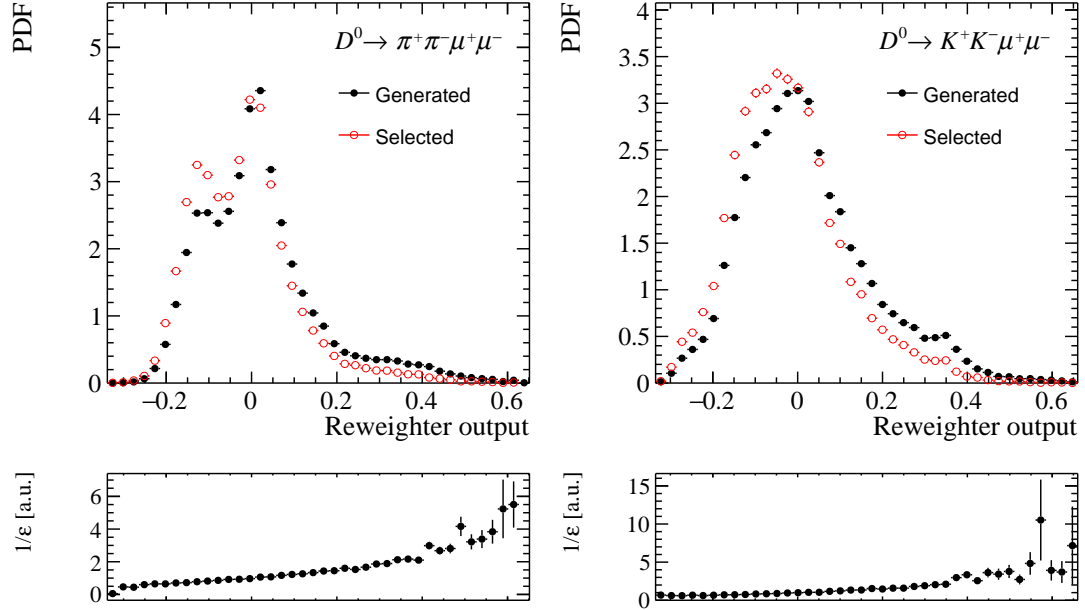 PDF
5
4
3
2
1
0
D⁰→ π⁺π⁻μ⁺μ⁻
Generated
Selected
−0.2 0 0.2 0.4 0.6
Reweighter output
1/ε [a.u.]
6
4
2
0
PDF
4
3.5
3
2.5
2
1.5
1
0.5
0
D⁰→ K⁺K⁻μ⁺μ⁻
Generated
Selected
−0.2 0 0.2 0.4 0.6
Reweighter output
1/ε [a.u.]
15
10
5
0